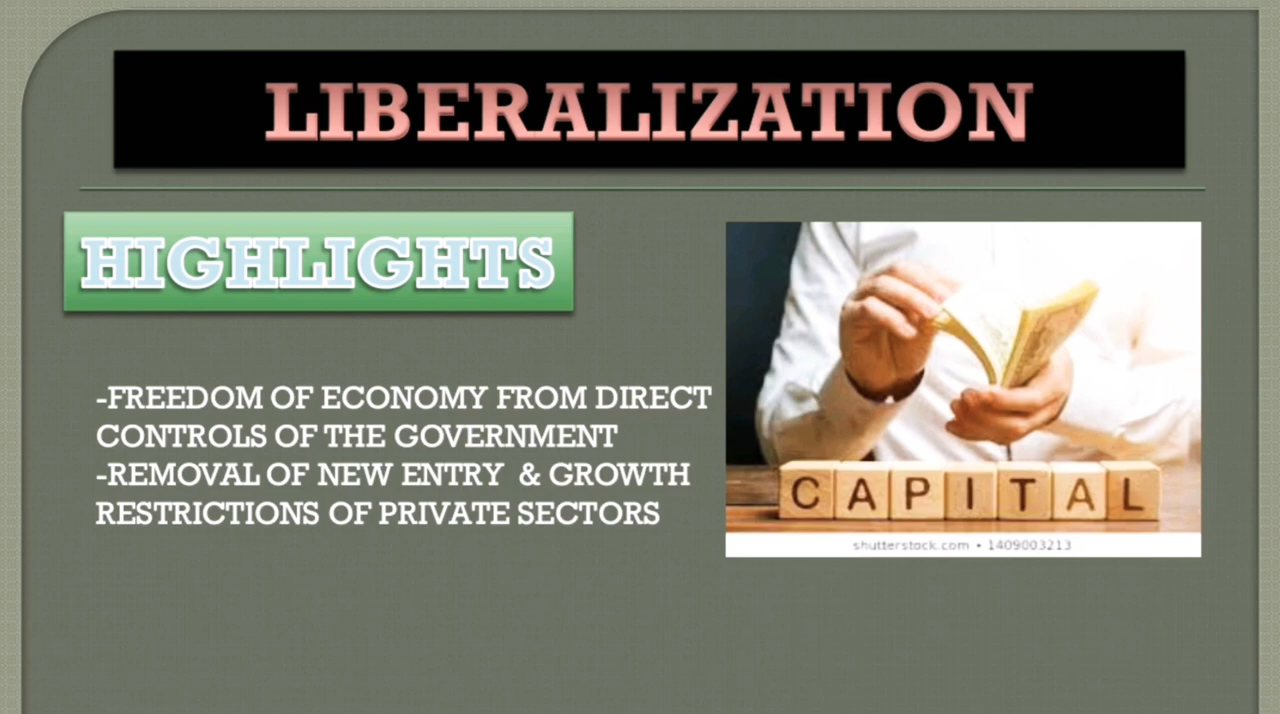 LIBERALIZATION
HIGHLIGHTS
-FREEDOM OF ECONOMY FROM DIRECT
CONTROLS OF THE GOVERNMENT
-REMOVAL OF NEW ENTRY & GROWTH
RESTRICTIONS OF PRIVATE SECTORS
CAPITAL
shutterstock.com • 1409003213